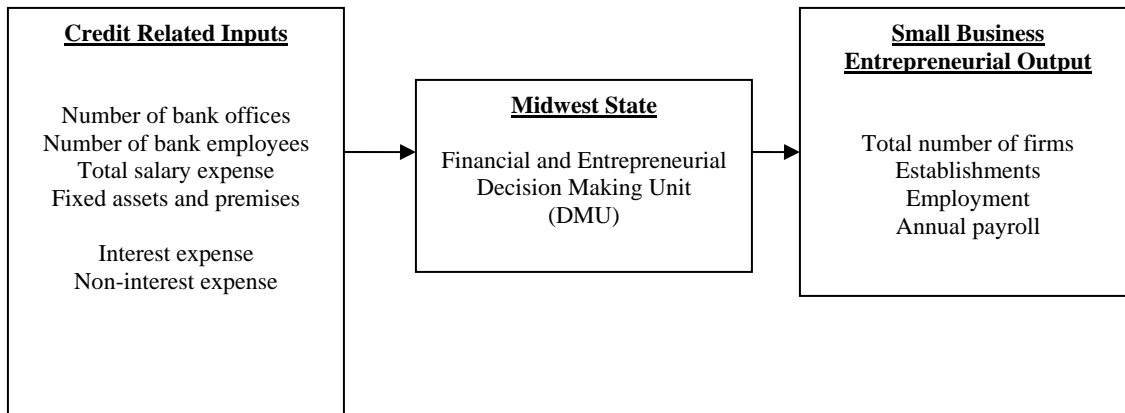 Credit Related Inputs
Number of bank offices
Number of bank employees
Total salary expense
Fixed assets and premises
Interest expense
Non-interest expense
Midwest State
Financial and Entrepreneurial
Decision Making Unit
(DMU)
Small Business
Entrepreneurial Output
Total number of firms
Establishments
Employment
Annual payroll